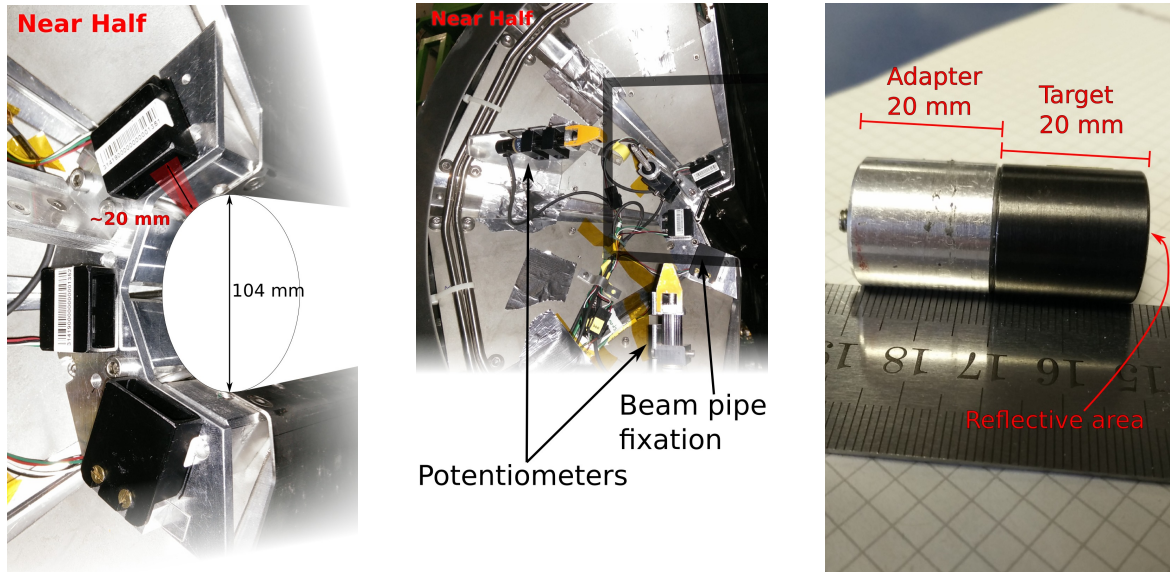 Near Half
~20 mm
104 mm
Near Half
Beam pipe
fixation
Potentiometers
Adapter
20 mm
Target
20 mm
18
17
16
15
Reflective area